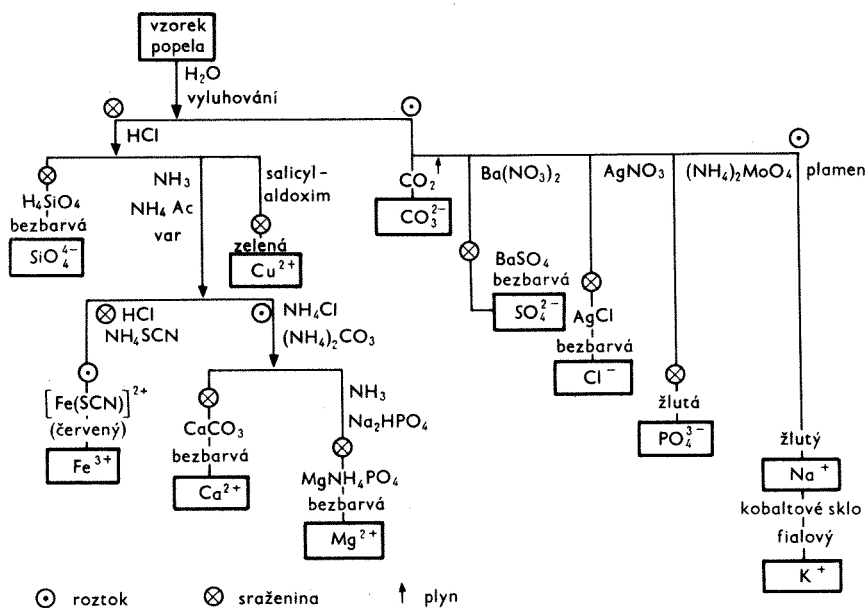 vzorek
popela
H₂O
vyluhování
HCl
H₄SiO₄
bezbarvá
SiO₄⁴⁻
NH₃
NH₄ Ac
var
salicyl-
aldoxim
zelená
Cu²⁺
CO₂
CO₃²⁻
Ba(NO₃)₂
BaSO₄
bezbarvá
SO₄²⁻
AgNO₃
AgCl
bezbarvá
Cl⁻
(NH₄)₂MoO₄
žlutá
PO₄³⁻
plamen
žlutý
Na⁺
kobaltové sklo
fialový
K⁺
HCl
NH₄SCN
[Fe(SCN)]²⁺
(červený)
Fe³⁺
NH₄Cl
(NH₄)₂CO₃
CaCO₃
bezbarvá
Ca²⁺
NH₃
Na₂HPO₄
MgNH₄PO₄
bezbarvá
Mg²⁺
roztok
sraženina
plyn